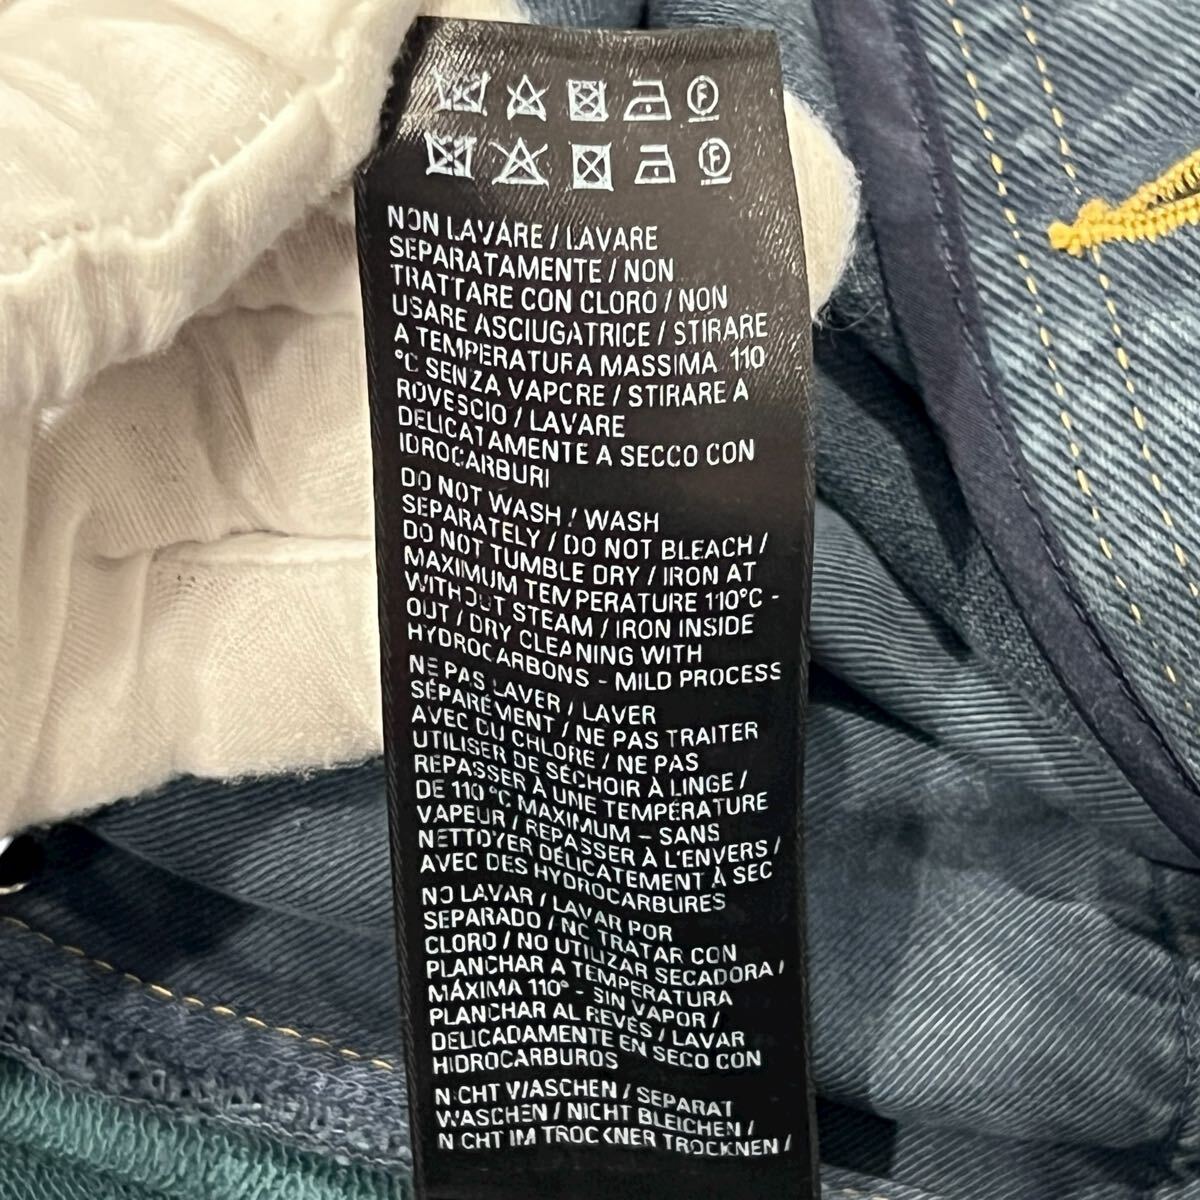 F
F
NON LAVARE / LAVARE
SEPARATAMENTE / NON
TRATTARE CON CLORO / NON
USARE ASCIUGATRICE / STIRARE
A TEMPERATURA MASSIMA 110
°C SENZA VAPORE / STIRARE A
ROVESCIO / LAVARE
DELICATAMENTE A SECCO CON
IDROCARBURI
DO NOT WASH / WASH
SEPARATELY / DO NOT BLEACH /
DO NOT TUMBLE DRY / IRON AT
MAXIMUM TEMPERATURE 110°C -
WITHOUT STEAM / IRON INSIDE
OUT / DRY CLEANING WITH
HYDROCARBONS - MILD PROCESS
NE PAS LAVER / LAVER
SÉPARÉMENT / NE PAS TRAITER
AVEC DU CHLORE / NE PAS
UTILISER DE SÉCHOIR À LINGE /
REPASSER À UNE TEMPÉRATURE
DE 110 °C MAXIMUM – SANS
VAPEUR / REPASSER À L'ENVERS /
NETTOYER DÉLICATEMENT À SEC
AVEC DES HYDROCARBURES
NO LAVAR / LAVAR POR
SEPARADO / NO TRATAR CON
CLORO / NO UTILIZAR SECADORA /
PLANCHAR A TEMPERATURA
MÁXIMA 110° - SIN VAPOR /
PLANCHAR AL REVÉS / LAVAR
DELICADAMENTE EN SECO CON
HIDROCARBUROS
NICHT WASCHEN / SEPARAT
WASCHEN / NICHT BLEICHEN /
NICHT IM TROCKNER TROCKNEN /